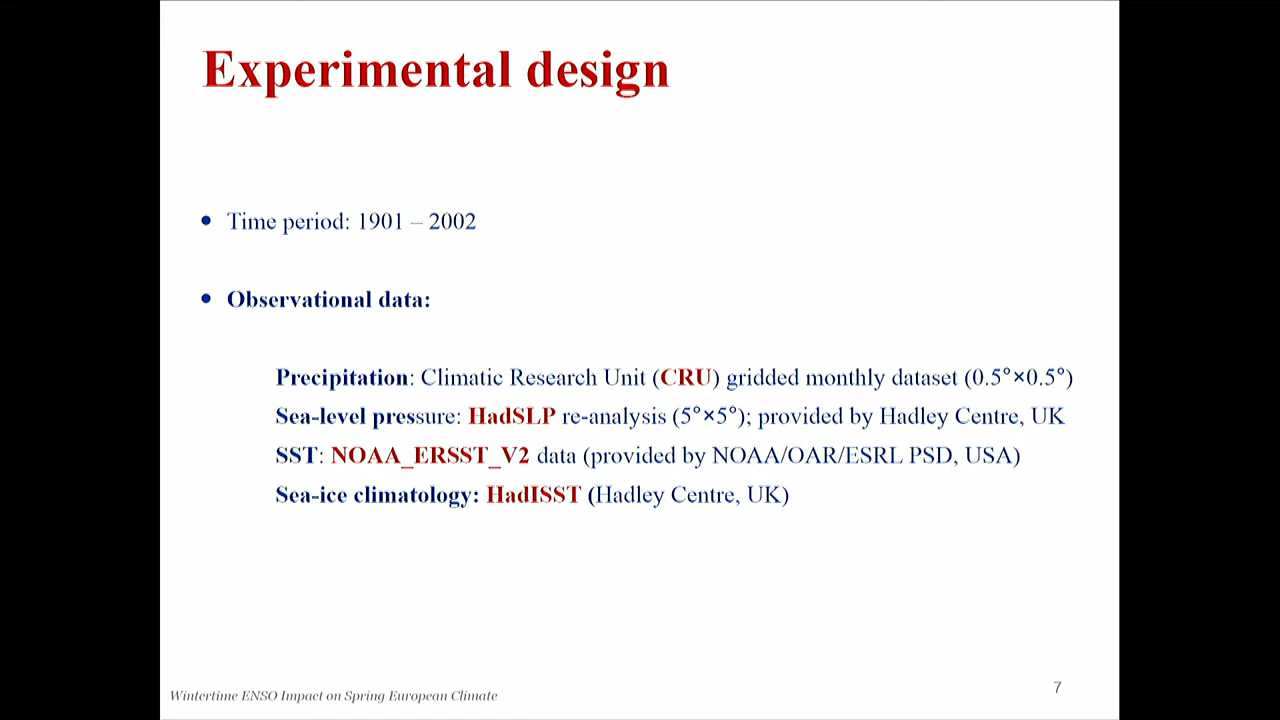 Experimental design
• Time period: 1901 – 2002
• Observational data:
Precipitation: Climatic Research Unit (CRU) gridded monthly dataset (0.5°×0.5°)
Sea-level pressure: HadSLP re-analysis (5°×5°); provided by Hadley Centre, UK
SST: NOAA_ERSST_V2 data (provided by NOAA/OAR/ESRL PSD, USA)
Sea-ice climatology: HadISST (Hadley Centre, UK)
Wintertime ENSO Impact on Spring European Climate
7